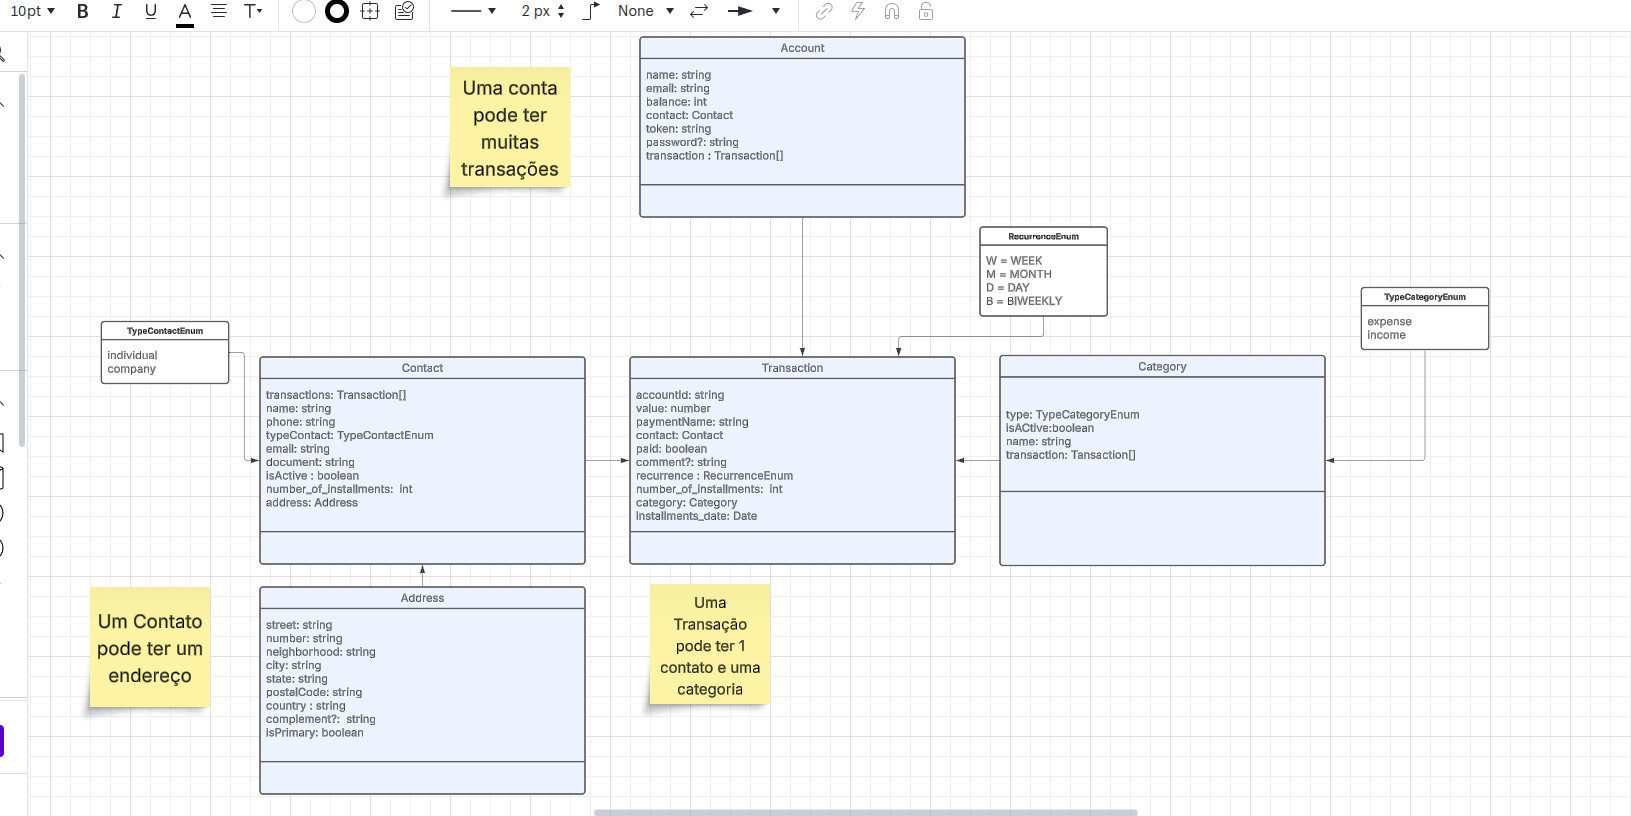 10pt
B I U A T
2 px
None
Account
name: string
email: string
balance: int
contact: Contact
token: string
password?: string
transaction : Transaction[]
Uma conta
pode ter
muitas
transações
RecurrenceEnum
W = WEEK
M = MONTH
D = DAY
B = BIWEEKLY
TypeCategoryEnum
expense
income
TypeContactEnum
individual
company
Contact
transactions: Transaction[]
name: string
phone: string
typeContact: TypeContactEnum
email: string
document: string
isActive : boolean
number_of_installments: int
address: Address
Transaction
accountId: string
value: number
paymentName: string
contact: Contact
paid: boolean
comment?: string
recurrence : RecurrenceEnum
number_of_installments: int
category: Category
installments_date: Date
Category
type: TypeCategoryEnum
isACtive:boolean
name: string
transaction: Tansaction[]
Um Contato
pode ter um
endereço
Address
street: string
number: string
neighborhood: string
city: string
state: string
postalCode: string
country : string
complement?: string
isPrimary: boolean
Uma
Transação
pode ter 1
contato e uma
categoria